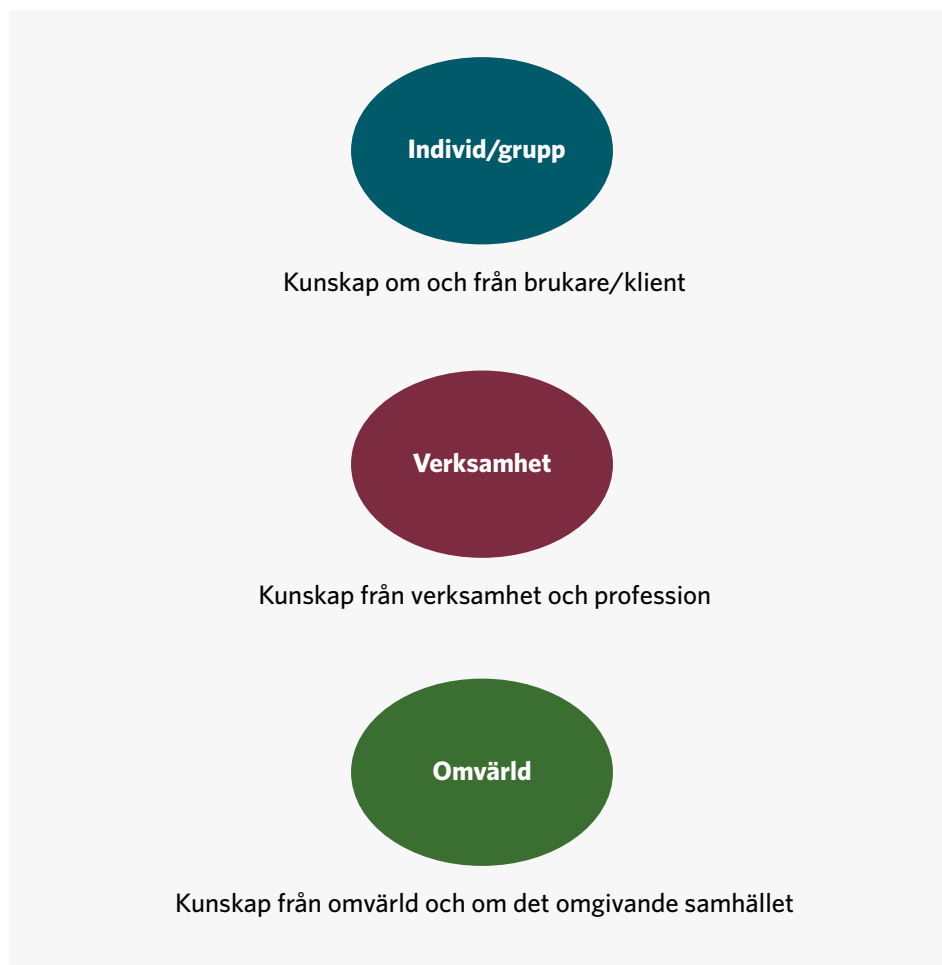 Individ/grupp
Kunskap om och från brukare/klient
Verksamhet
Kunskap från verksamhet och profession
Omvärld
Kunskap från omvärld och om det omgivande samhället